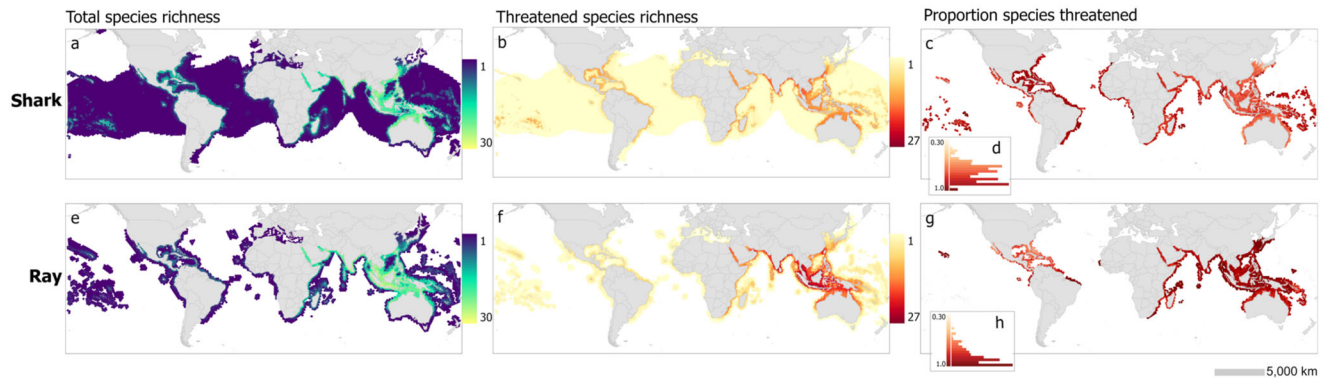 Total species richness
Threatened species richness
Proportion species threatened
Shark
a
1
30
b
1
27
c
0.30
1.0
d
Ray
e
1
30
f
1
27
g
0.30
1.0
h
5,000 km